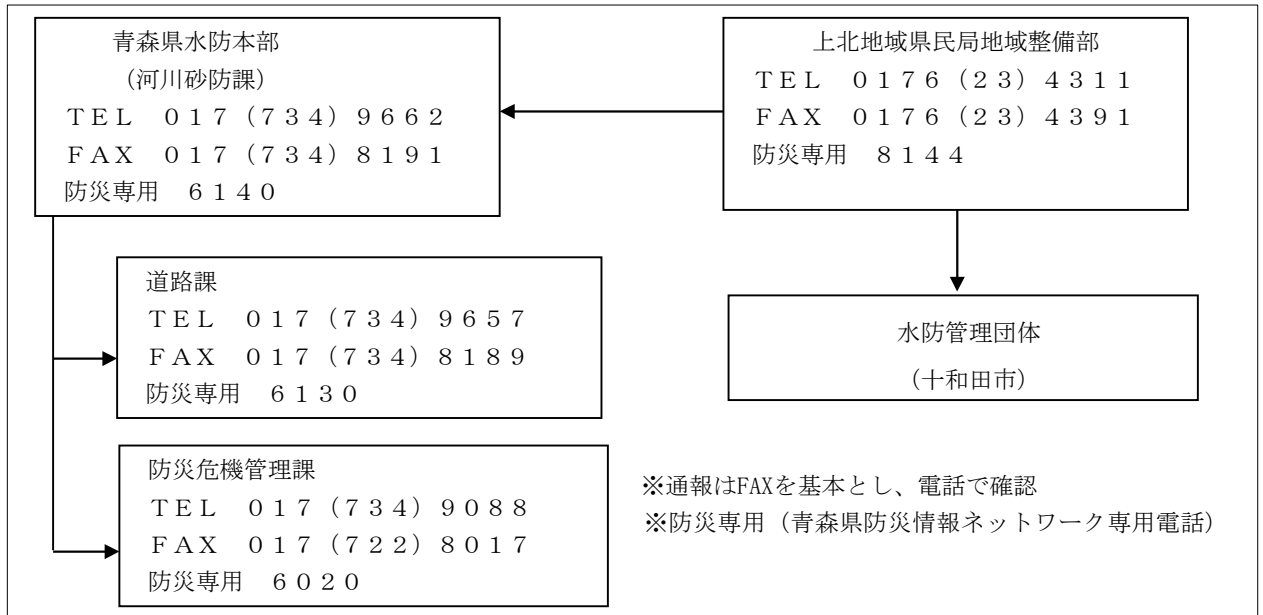 青森県水防本部
(河川砂防課)
ＴＥＬ　０１７（７３４）９６６２
ＦＡＸ　０１７（７３４）８１９１
防災専用　６１４０
上北地域県民局地域整備部
ＴＥＬ　０１７６（２３）４３１１
ＦＡＸ　０１７６（２３）４３９１
防災専用　８１４４
道路課
ＴＥＬ　０１７（７３４）９６５７
ＦＡＸ　０１７（７３４）８１８９
防災専用　６１３０
水防管理団体
（十和田市）
防災危機管理課
ＴＥＬ　０１７（７３４）９０８８
ＦＡＸ　０１７（７２２）８０１７
防災専用　６０２０
※通報はFAXを基本とし、電話で確認
※防災専用（青森県防災情報ネットワーク専用電話）